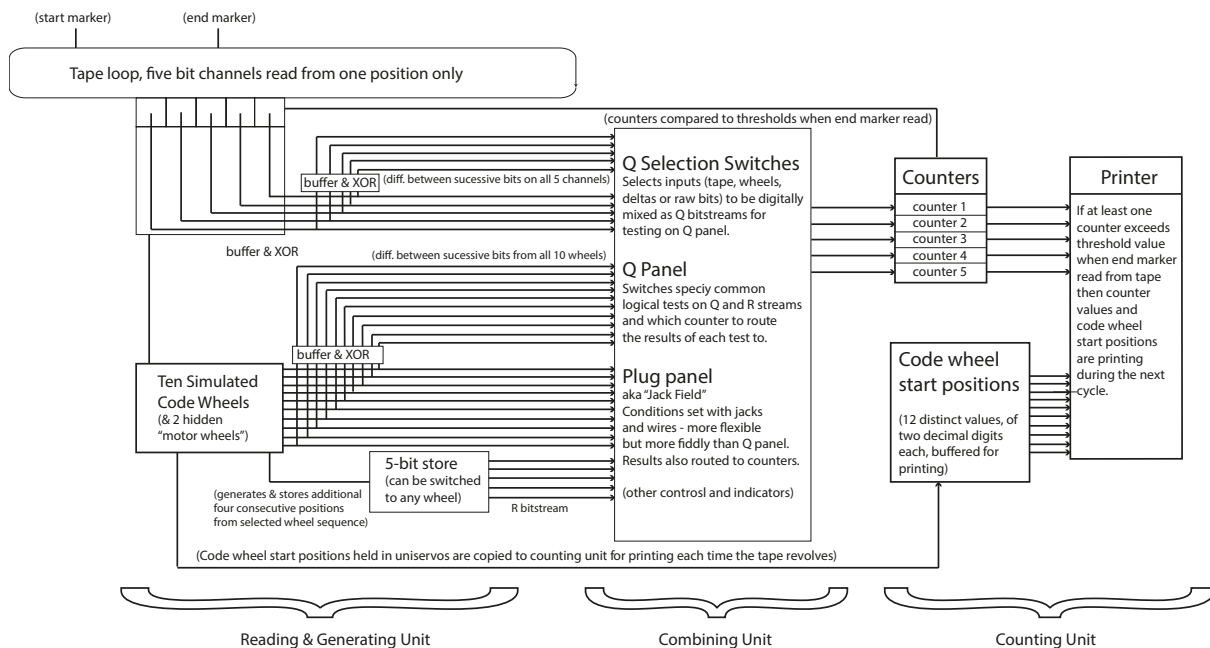 (start marker)
(end marker)
Tape loop, five bit channels read from one position only
(counters compared to thresholds when end marker read)
buffer & XOR
(diff. between sucessive bits on all 5 channels)
buffer & XOR
(diff. between sucessive bits from all 10 wheels)
buffer & XOR
Ten Simulated
Code Wheels
(& 2 hidden
"motor wheels")
(generates & stores additional
four consecutive positions
from selected wheel sequence)
5-bit store
(can be switched
to any wheel)
R bitstream
Q Selection Switches
Selects inputs (tape, wheels,
deltas or raw bits) to be digitally
mixed as Q bitstreams for
testing on Q panel.
Q Panel
Switches speciy common
logical tests on Q and R streams
and which counter to route
the results of each test to.
Plug panel
aka "Jack Field"
Conditions set with jacks
and wires - more flexible
but more fiddly than Q panel.
Results also routed to counters.
(other controsl and indicators)
Counters
counter 1
counter 2
counter 3
counter 4
counter 5
Printer
If at least one
counter exceeds
threshold value
when end marker
read from tape
then counter
values and
code wheel
start positions
are printing
during the next
cycle.
Code wheel
start positions
(12 distinct values, of
two decimal digits
each, buffered for
printing)
(Code wheel start positions held in uniservos are copied to counting unit for printing each time the tape revolves)
Reading & Generating Unit
Combining Unit
Counting Unit